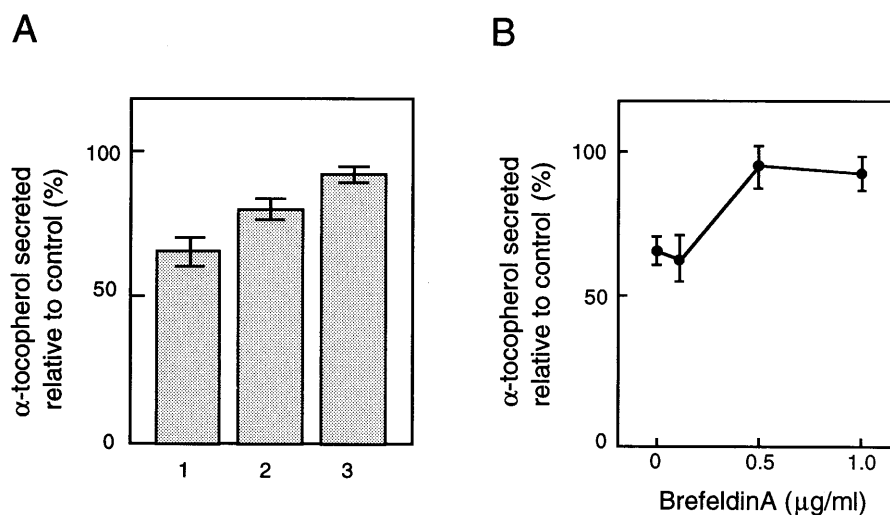 A
α-tocopherol secreted
relative to control (%)
100
50
0
1 2 3
B
α-tocopherol secreted
relative to control (%)
100
50
0
0 0.5 1.0
BrefeldinA (μg/ml)